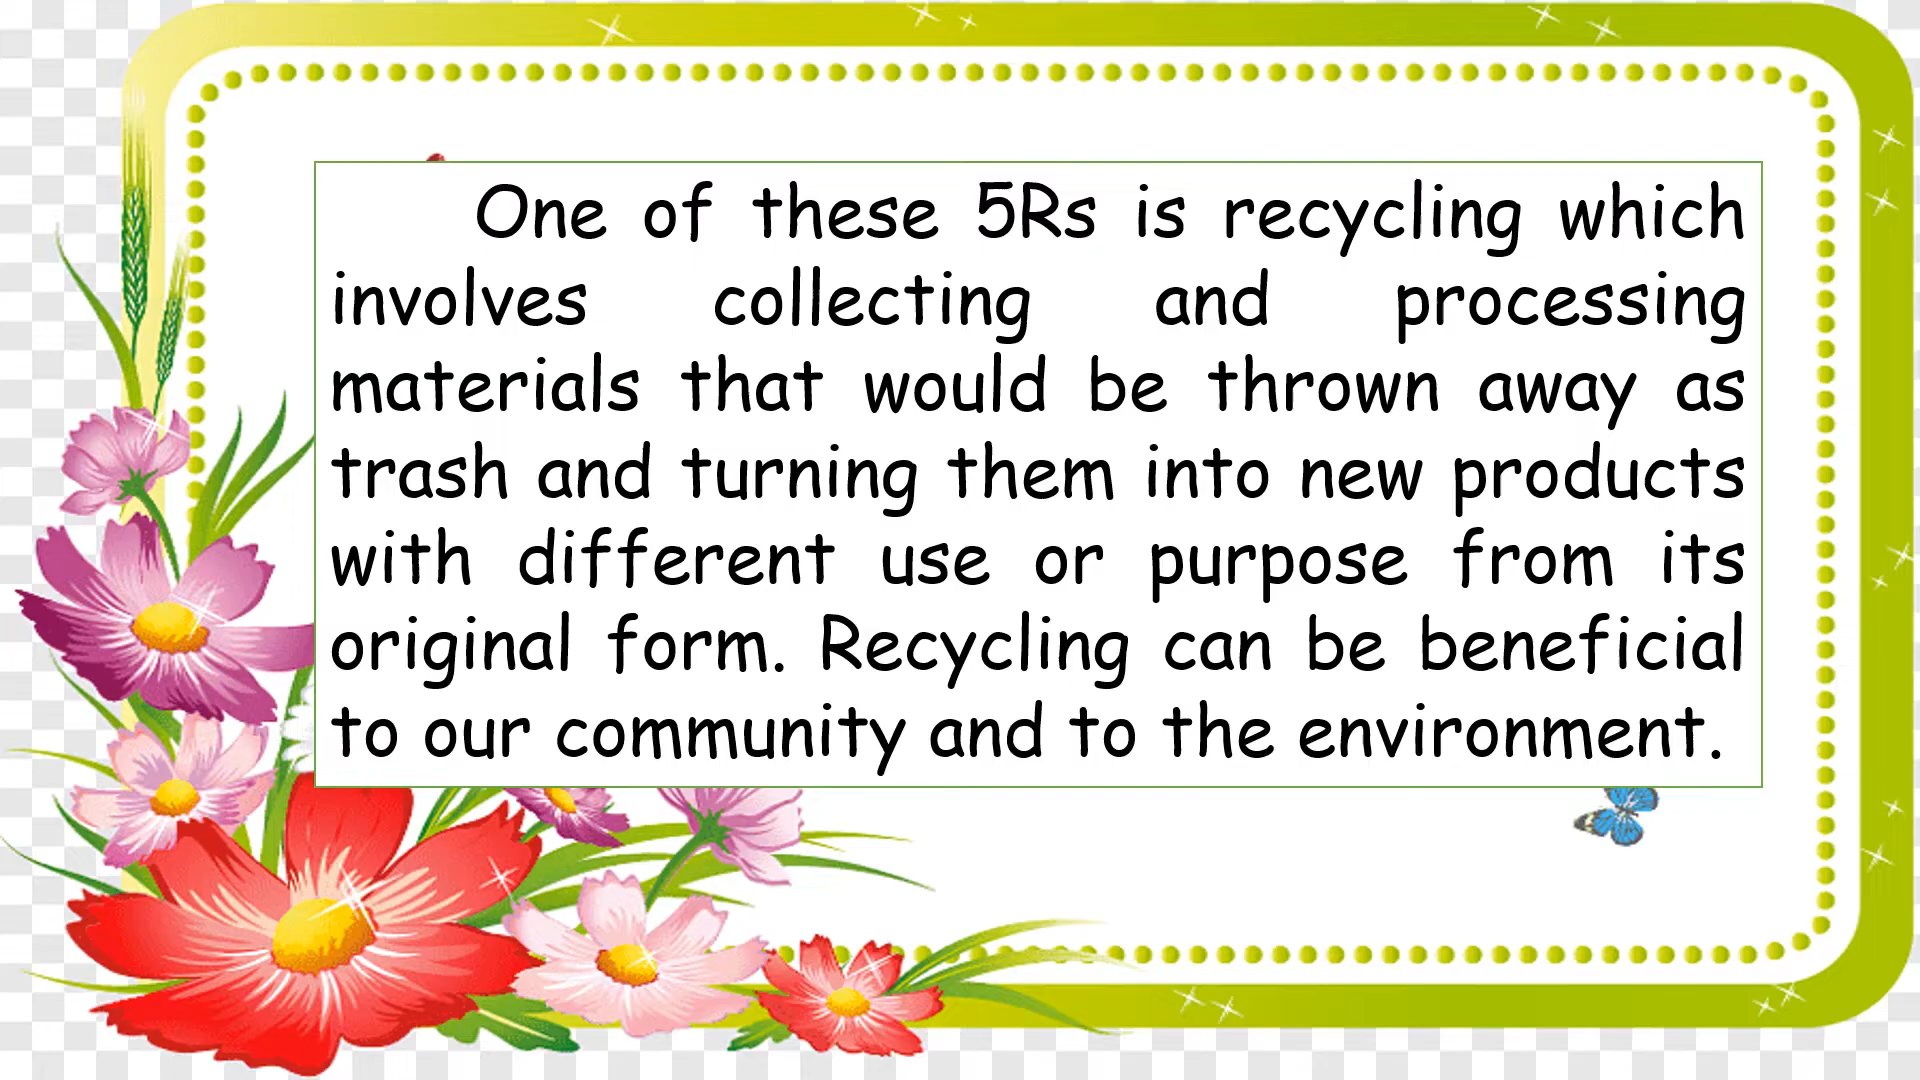 One of these 5Rs is recycling which
involves collecting and processing
materials that would be thrown away as
trash and turning them into new products
with different use or purpose from its
original form. Recycling can be beneficial
to our community and to the environment.